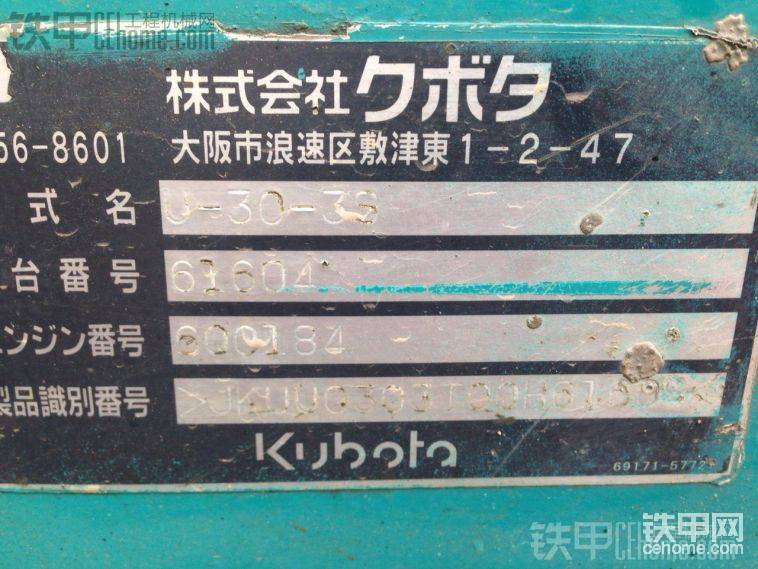 铁甲 工程机械网
CEhome.com
株式会社クボタ
56-8601 大阪市浪速区敷津東1-2-47
式名 U-30-3S
台番号 61604
エンジン番号 600184
製品識別番号
Kubota
69171-5772
铁甲网
cehome.com